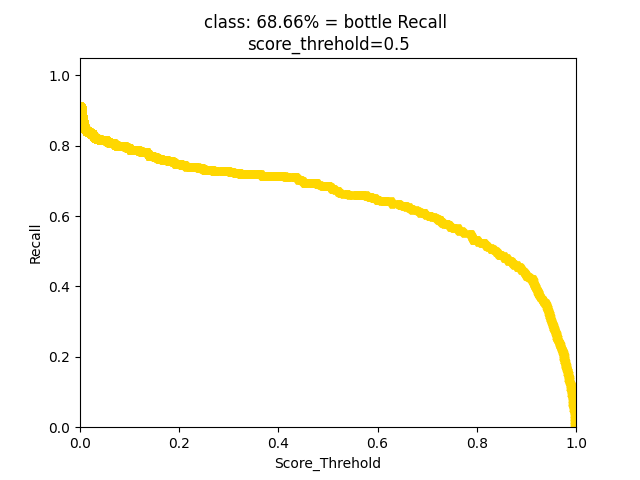 class: 68.66% = bottle Recall
score_threhold=0.5
1.0
0.8
0.6
0.4
0.2
0.0
Recall
0.0 0.2 0.4 0.6 0.8 1.0
Score_Threhold